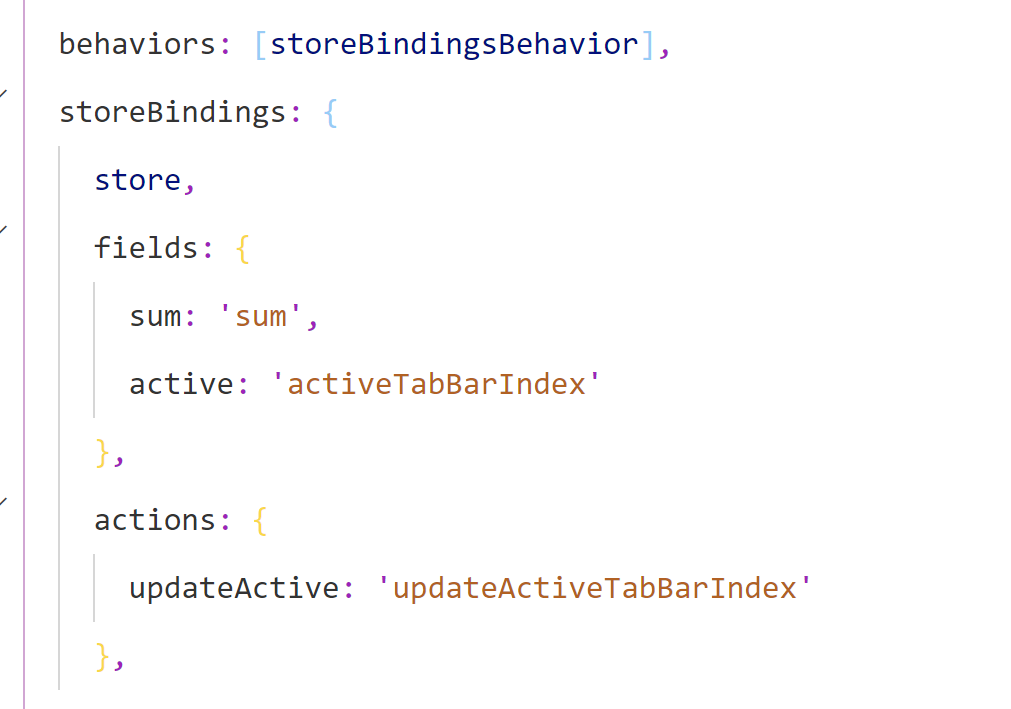 behaviors: [storeBindingsBehavior],
storeBindings: {
store,
fields: {
sum: 'sum',
active: 'activeTabBarIndex'
},
actions: {
updateActive: 'updateActiveTabBarIndex'
},